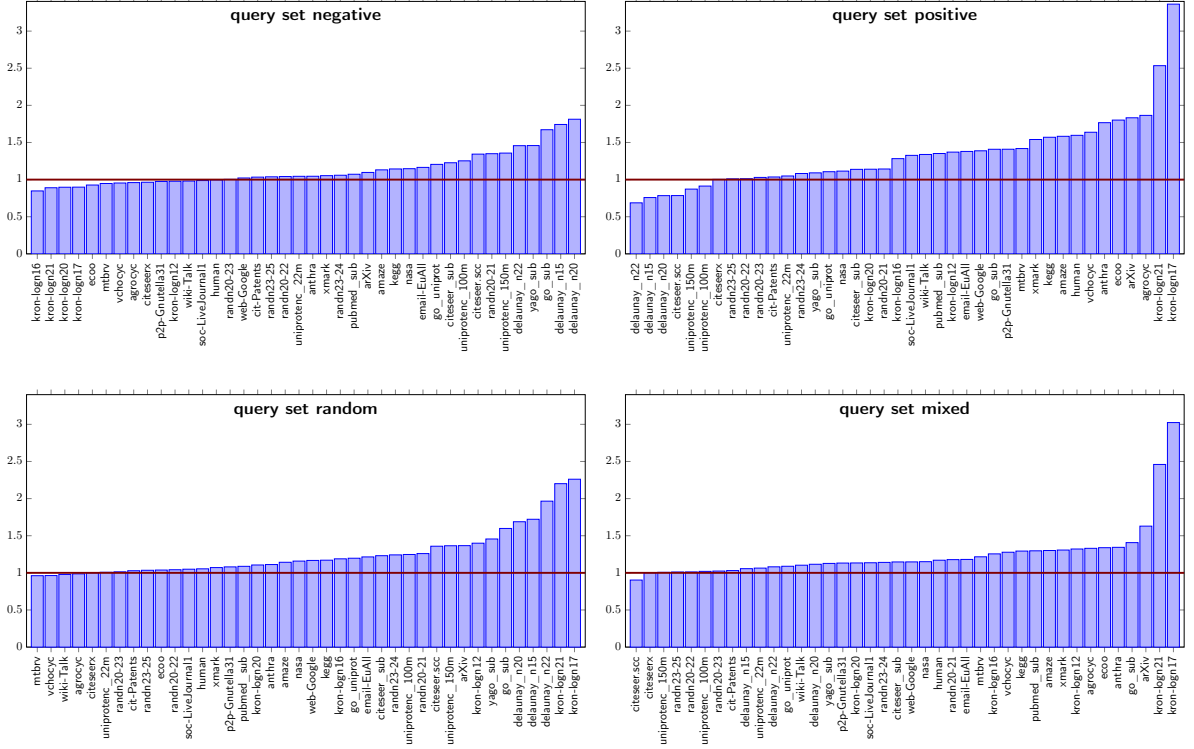 query set negative
3
2.5
2
1.5
1
0.5
0
kron-logn16
kron-logn21
kron-logn20
kron-logn17
ecoo
mtbrv
vchocyc
agrocyc
citeseerx
p2p-Gnutella31
kron-logn12
wiki-Talk
soc-LiveJournal1
human
randn20-23
web-Google
cit-Patents
randn23-25
randn20-22
uniprotenc_22m
anthra
xmark
randn23-24
pubmed_sub
arXiv
amaze
kegg
nasa
email-EuAll
go_uniprot
citeseer_sub
uniprotenc_100m
citeseer.scc
randn20-21
uniprotenc_150m
delaunay_n22
yago_sub
go_sub
delaunay_n15
delaunay_n20
query set positive
3
2.5
2
1.5
1
0.5
0
delaunay_n22
delaunay_n15
delaunay_n20
citeseer.scc
uniprotenc_150m
uniprotenc_100m
citeseerx
randn23-25
randn20-22
randn20-23
cit-Patents
uniprotenc_22m
randn23-24
yago_sub
go_uniprot
nasa
citeseer_sub
kron-logn20
randn20-21
kron-logn16
soc-LiveJournal1
wiki-Talk
pubmed_sub
kron-logn12
email-EuAll
web-Google
go_sub
p2p-Gnutella31
mtbrv
xmark
kegg
amaze
human
vchocyc
anthra
ecoo
arXiv
agrocyc
kron-logn21
kron-logn17
query set random
3
2.5
2
1.5
1
0.5
0
mtbrv
vchocyc
wiki-Talk
agrocyc
citeseerx
uniprotenc_22m
randn20-23
cit-Patents
randn23-25
ecoo
randn20-22
soc-LiveJournal1
human
xmark
p2p-Gnutella31
pubmed_sub
kron-logn20
anthra
amaze
nasa
web-Google
kegg
kron-logn16
go_uniprot
email-EuAll
citeseer_sub
randn23-24
uniprotenc_100m
randn20-21
citeseer.scc
uniprotenc_150m
arXiv
kron-logn12
yago_sub
go_sub
delaunay_n20
delaunay_n15
delaunay_n22
kron-logn21
kron-logn17
query set mixed
3
2.5
2
1.5
1
0.5
0
citeseer.scc
citeseerx
uniprotenc_150m
randn23-25
randn20-22
uniprotenc_100m
randn20-23
cit-Patents
delaunay_n15
uniprotenc_22m
delaunay_n22
go_uniprot
wiki-Talk
delaunay_n20
yago_sub
p2p-Gnutella31
kron-logn20
soc-LiveJournal1
randn23-24
citeseer_sub
web-Google
nasa
human
randn20-21
email-EuAll
mtbrv
kron-logn16
vchocyc
kegg
pubmed_sub
amaze
xmark
kron-logn12
agrocyc
ecoo
anthra
go_sub
arXiv
kron-logn21
kron-logn17